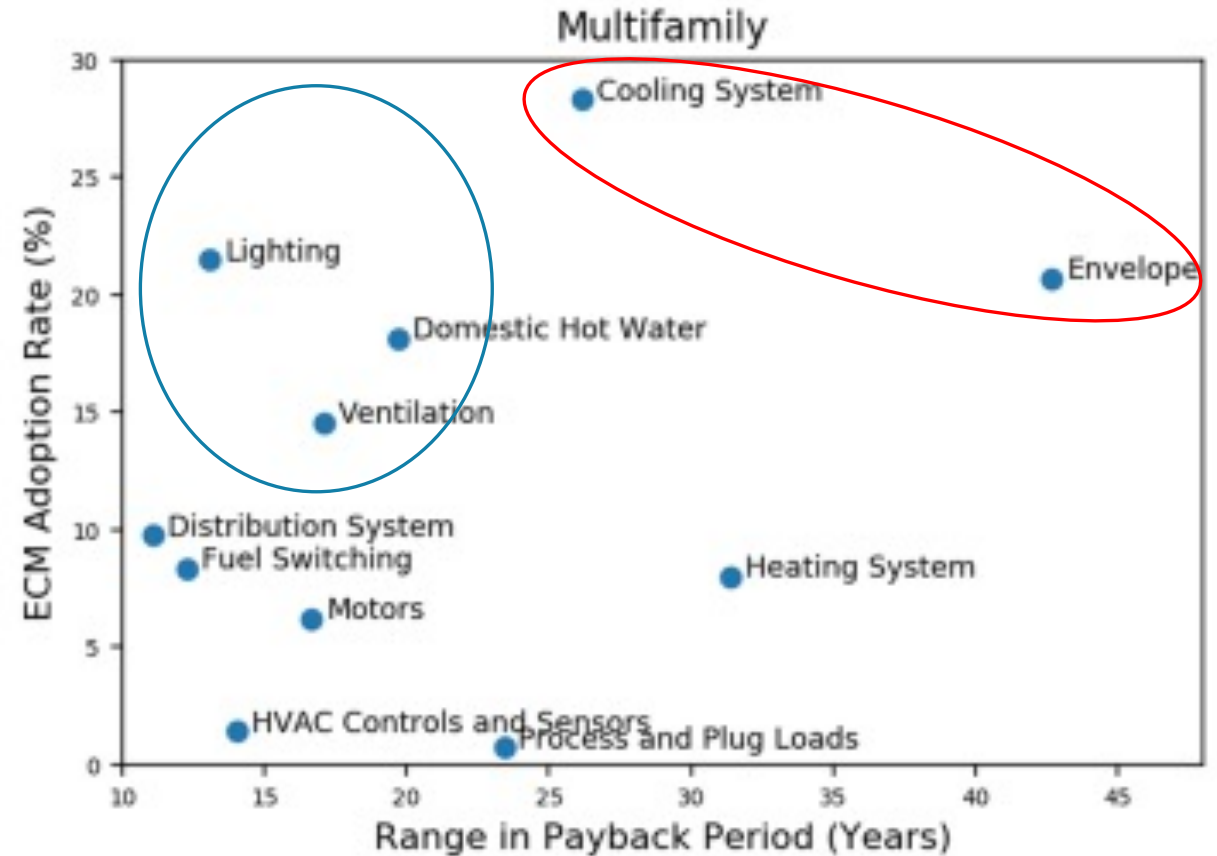 Multifamily
ECM Adoption Rate (%)
30
25
20
15
10
5
0
Cooling System
Lighting
Envelope
Domestic Hot Water
Ventilation
Distribution System
Fuel Switching
Heating System
Motors
HVAC Controls and Sensors
Process and Plug Loads
10 15 20 25 30 35 40 45
Range in Payback Period (Years)